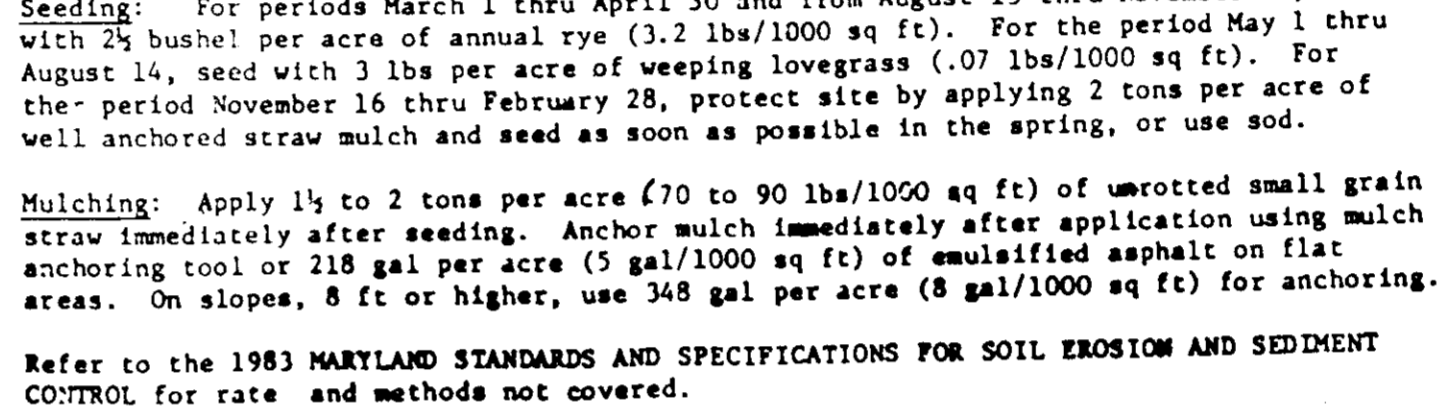 Seeding: For periods March 1 thru April 30 and from August 15 thru November
with 2½ bushel per acre of annual rye (3.2 lbs/1000 sq ft). For the period May 1 thru
August 14, seed with 3 lbs per acre of weeping lovegrass (.07 lbs/1000 sq ft). For
the- period November 16 thru February 28, protect site by applying 2 tons per acre of
well anchored straw mulch and seed as soon as possible in the spring, or use sod.
Mulching: Apply 1½ to 2 tons per acre (70 to 90 lbs/1000 sq ft) of unrotted small grain
straw immediately after seeding. Anchor mulch immediately after application using mulch
anchoring tool or 218 gal per acre (5 gal/1000 sq ft) of emulsified asphalt on flat
areas. On slopes, 8 ft or higher, use 348 gal per acre (8 gal/1000 sq ft) for anchoring.
Refer to the 1983 MARYLAND STANDARDS AND SPECIFICATIONS FOR SOIL EROSION AND SEDIMENT
CONTROL for rate and methods not covered.